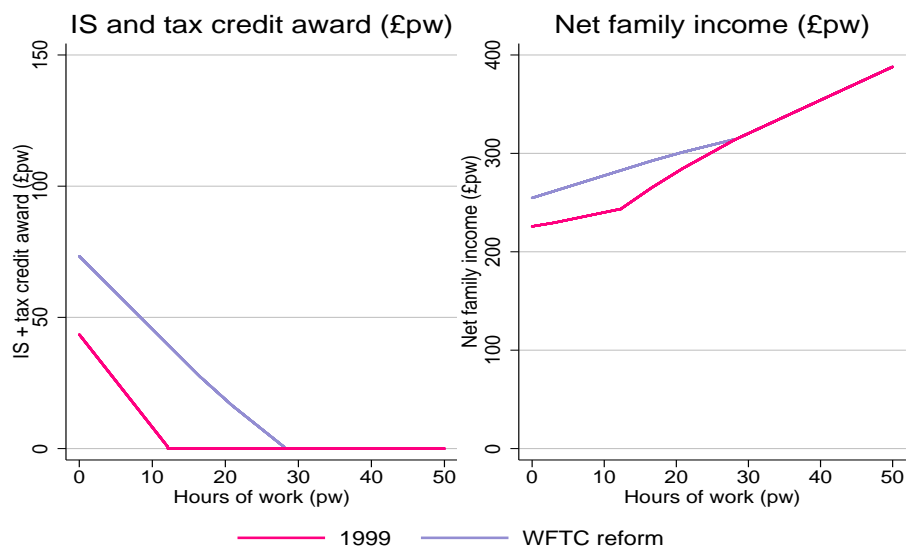 IS and tax credit award (£pw)
IS + tax credit award (£pw)
150
100
50
0
0 10 20 30 40 50
Hours of work (pw)
Net family income (£pw)
Net family income (£pw)
400
300
200
100
0
0 10 20 30 40 50
Hours of work (pw)
1999 WFTC reform